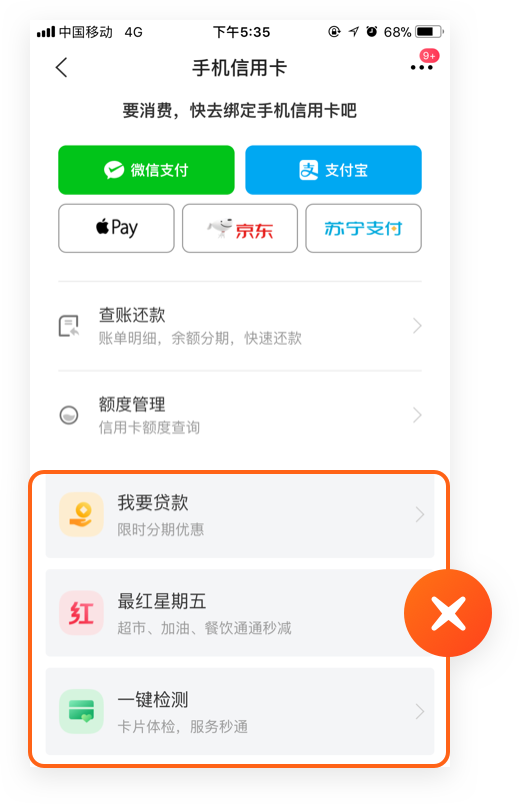 中国移动 4G 下午5:35 68%
手机信用卡 9+
要消费，快去绑定手机信用卡吧
微信支付 支付宝
Pay 京东 苏宁支付
查账还款
账单明细，余额分期，快速还款
额度管理
信用卡额度查询
我要贷款
限时分期优惠
红 最红星期五
超市、加油、餐饮通通秒减
一键检测
卡片体检，服务秒通